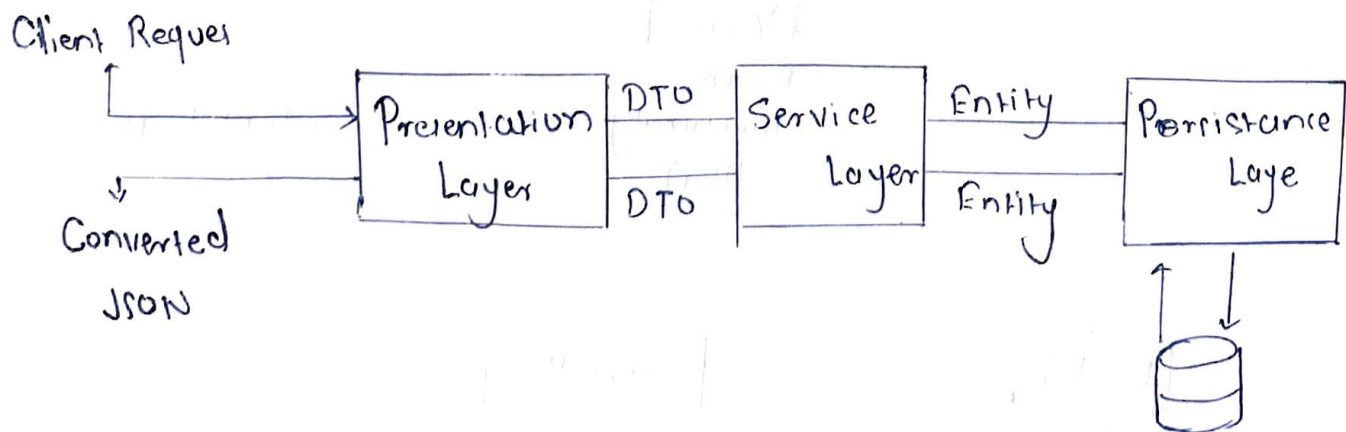 Client Reques
Presentation
Layer
DTO
DTO
Service
Layer
Entity
Entity
Persistance
Laye
Converted
JSON